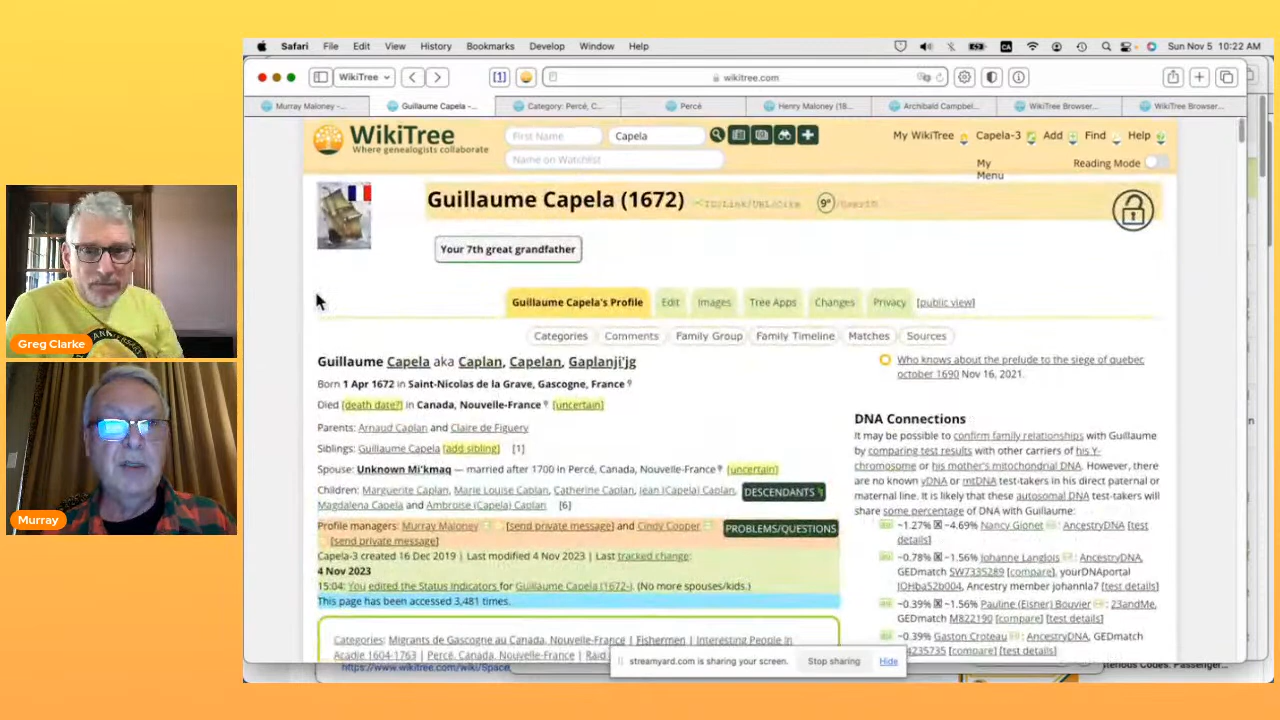 Safari File Edit View History Bookmarks Develop Window Help
CA
Sun Nov 5 10:22 AM
WikiTree
[1]
wikitree.com
Murray Maloney –...
Guillaume Capela –...
Category: Percé, C...
Percé
Henry Maloney (18...
Archibald Campbel...
WikiTree Browser...
WikiTree Browser...
WikiTree
Where genealogists collaborate
First Name
Capela
Name on Watchlist
My WikiTree Capela-3 Add Find Help
My Menu
Reading Mode
Guillaume Capela (1672)
9°
Your 7th great grandfather
Guillaume Capela's Profile Edit Images Tree Apps Changes Privacy [public view]
Categories Comments Family Group Family Timeline Matches Sources
Guillaume Capela aka Caplan, Capelan, Gaplanji'jg
Born 1 Apr 1672 in Saint-Nicolas de la Grave, Gascogne, France
Died [death date?] in Canada, Nouvelle-France [uncertain]
Parents: Arnaud Caplan and Claire de Figuery
Siblings: Guillaume Capela [add sibling] [1]
Spouse: Unknown Mi'kmaq — married after 1700 in Percé, Canada, Nouvelle-France [uncertain]
Children: Marguerite Caplan, Marie Louise Caplan, Catherine Caplan, Jean (Capela) Caplan,
Magdalena Capela and Ambroise (Capela) Caplan [6]
DESCENDANTS
Profile managers: Murray Maloney [send private message] and Cindy Cooper
[send private message]
PROBLEMS/QUESTIONS
Capela-3 created 16 Dec 2019 | Last modified 4 Nov 2023 | Last tracked change:
4 Nov 2023
15:04: You edited the Status Indicators for Guillaume Capela (1672-). (No more spouses/kids.)
This page has been accessed 3,481 times.
Categories: Migrants de Gascogne au Canada, Nouvelle-France | Fishermen | Interesting People in
Acadie 1604-1763 | Percé, Canada, Nouvelle-France | Raid
https://www.wikitree.com/wiki/Space
Who knows about the prelude to the siege of quebec
october 1690 Nov 16, 2021.
DNA Connections
It may be possible to confirm family relationships with Guillaume
by comparing test results with other carriers of his Y-
chromosome or his mother's mitochondrial DNA. However, there
are no known yDNA or mtDNA test-takers in his direct paternal or
maternal line. It is likely that these autosomal DNA test-takers will
share some percentage of DNA with Guillaume:
~1.27% ~4.69% Nancy Gionet : AncestryDNA [test
details]
~0.78% ~1.56% Johanne Langlois : AncestryDNA,
GEDmatch SW7335289 [compare], yourDNAportal
Ancestry member johannla7 [test details]
~0.39% ~1.56% Pauline (Elsner) Bouvier : 23andMe,
GEDmatch M822190 [compare] [test details]
~0.39% Gaston Croteau : AncestryDNA, GEDmatch
4235735 [compare] [test details]
streamyard.com is sharing your screen. Stop sharing Hide
Greg Clarke
Murray